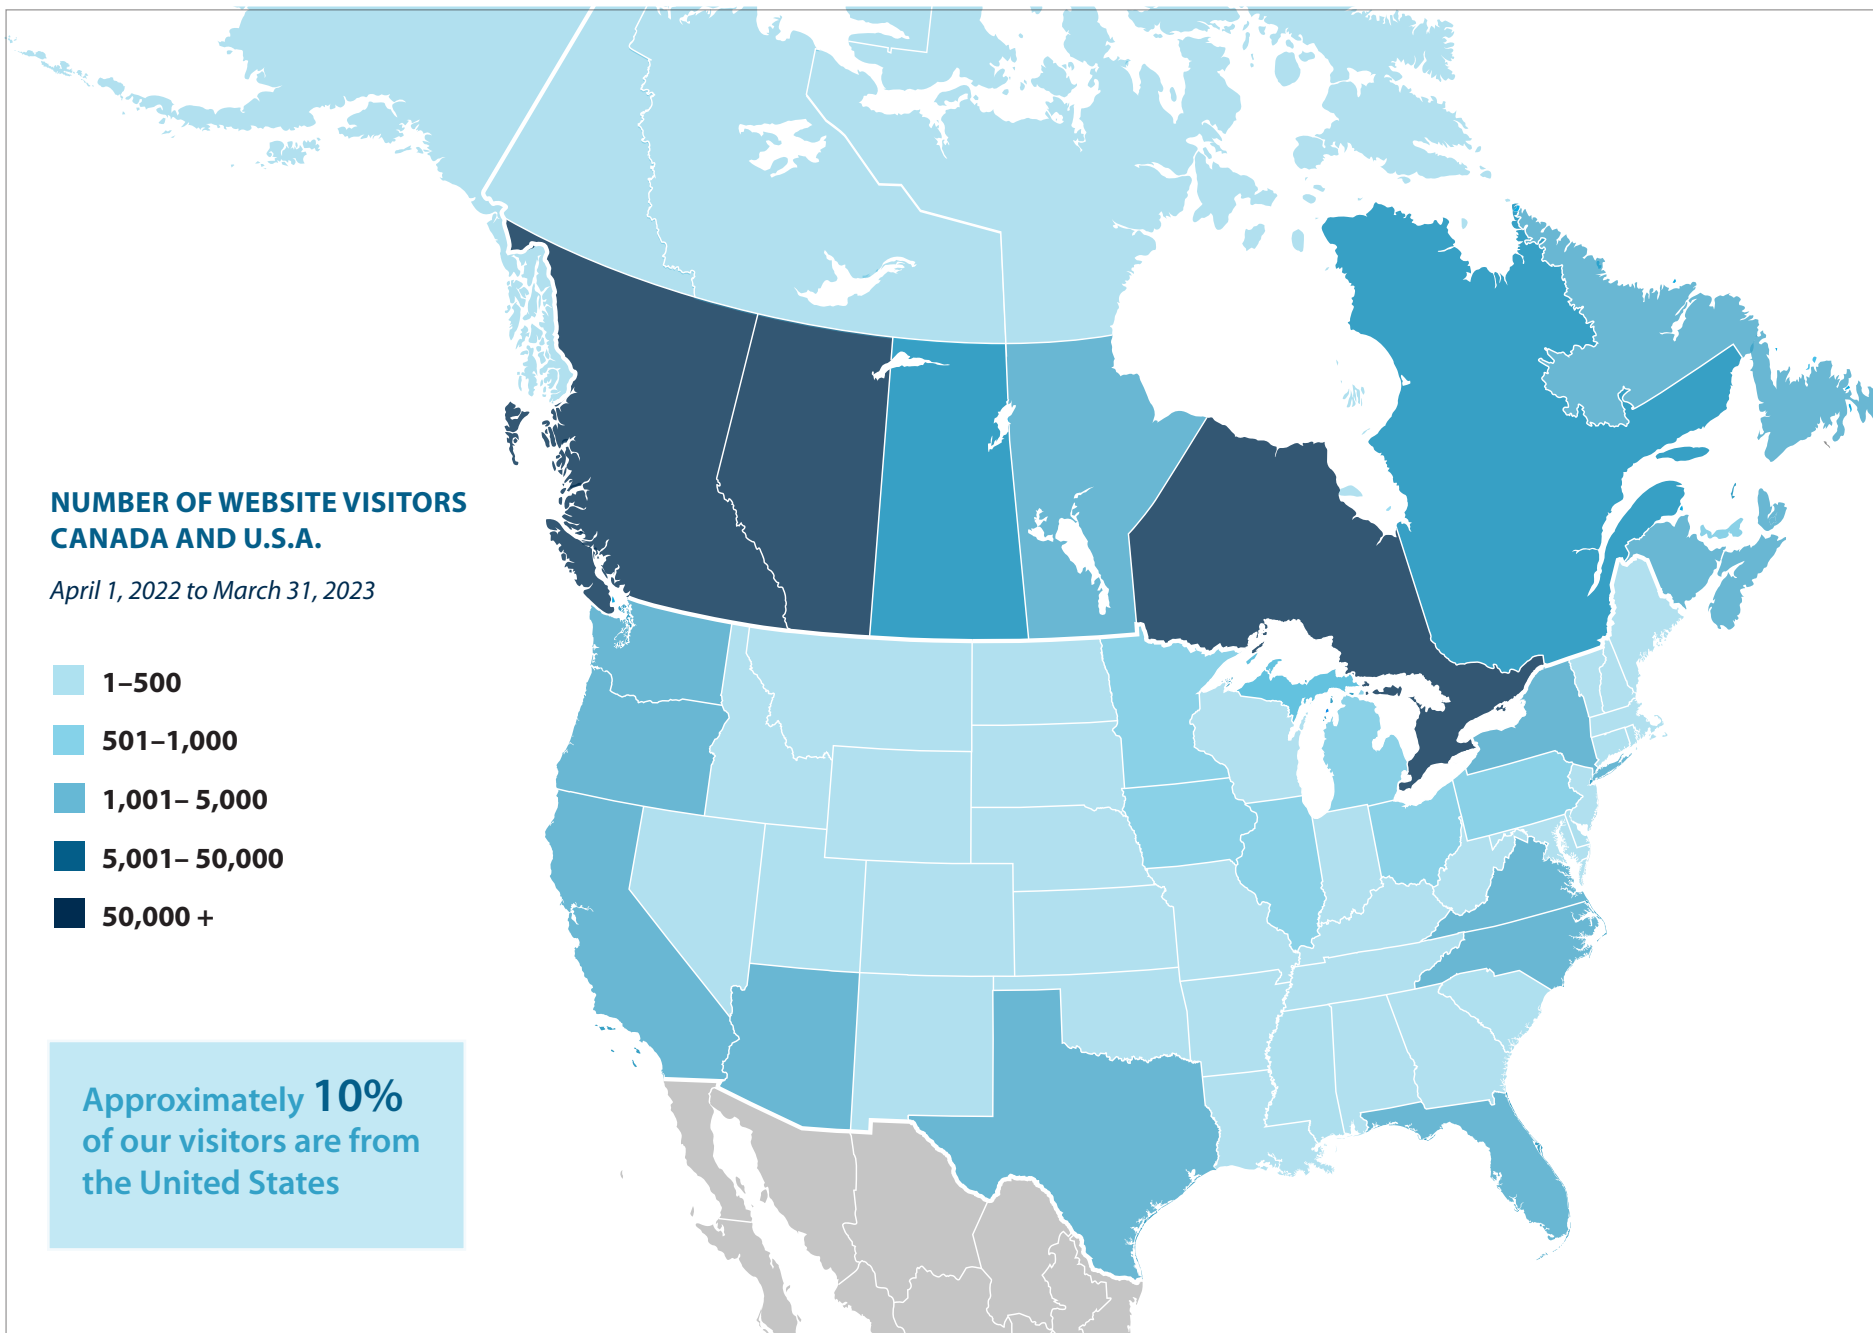 NUMBER OF WEBSITE VISITORS
CANADA AND U.S.A.
April 1, 2022 to March 31, 2023
1–500
501–1,000
1,001– 5,000
5,001– 50,000
50,000 +
Approximately 10%
of our visitors are from
the United States